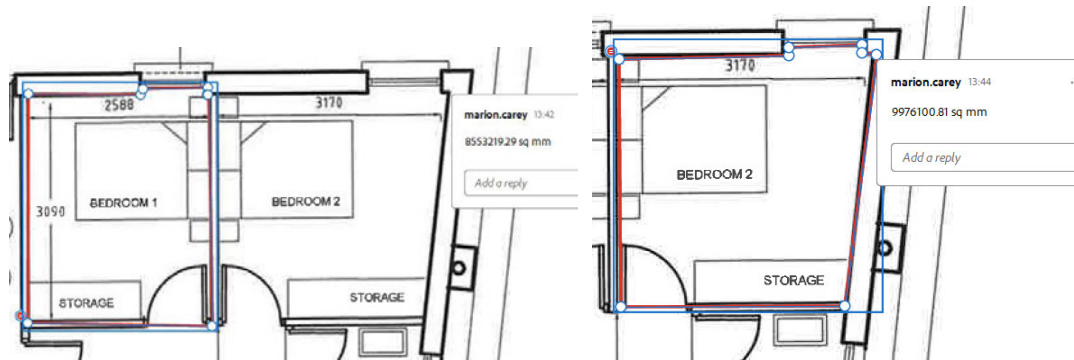 2588
3170
BEDROOM 1
BEDROOM 2
3090
STORAGE
STORAGE
marion.carey 13:42
8553219.29 sq mm
Add a reply
3170
BEDROOM 2
STORAGE
marion.carey 13:44
9976100.81 sq mm
Add a reply